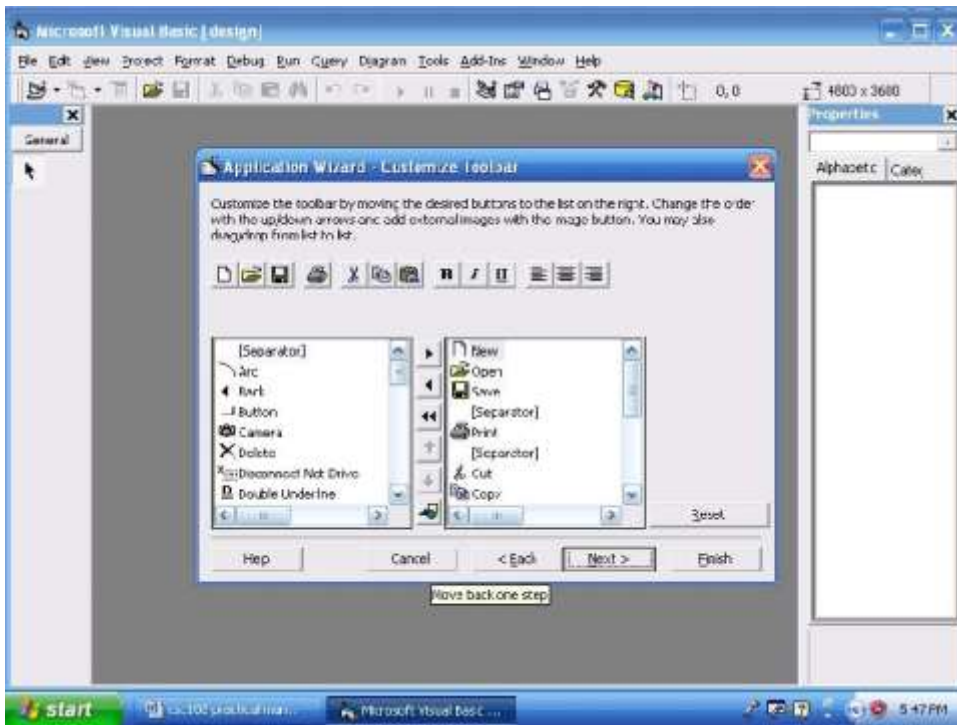 Microsoft Visual Basic [design]
File Edit View Project Format Debug Run Query Diagram Tools Add-Ins Window Help
0, 0
4800 x 3600
General
Properties
Alphabetic
Application Wizard - Customize Toolbar
Customize the toolbar by moving the desired buttons to the list on the right. Change the order
with the up/down arrows and add external images with the image button. You may also
drag/drop from list to list.
B I U
[Separator]
Arc
Back
Button
Camera
Delete
Disconnect Net Drive
Double Underline
New
Open
Save
[Separator]
Print
[Separator]
Cut
Copy
Reset
Help
Cancel
< Back
Next >
Finish
Move back one step
start
Microsoft Visual Basic ...
5:47 PM